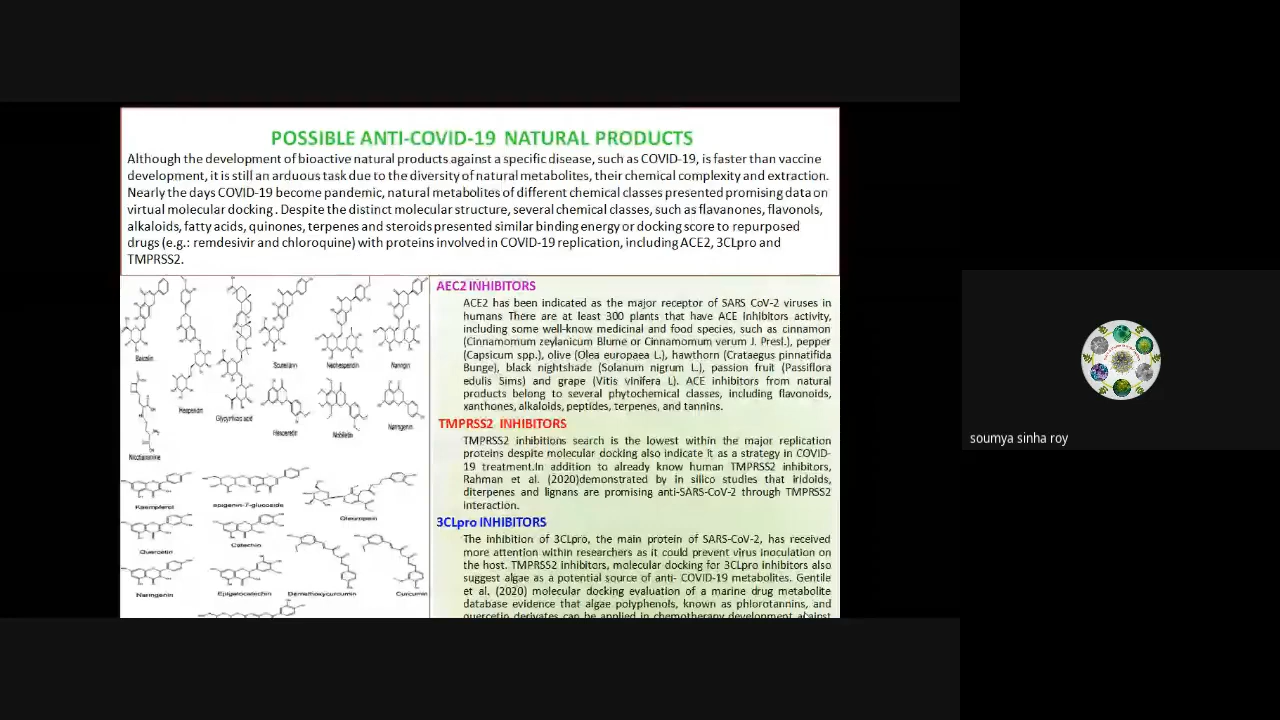 POSSIBLE ANTI-COVID-19 NATURAL PRODUCTS
Although the development of bioactive natural products against a specific disease, such as COVID-19, is faster than vaccine
development, it is still an arduous task due to the diversity of natural metabolites, their chemical complexity and extraction.
Nearly the days COVID-19 become pandemic, natural metabolites of different chemical classes presented promising data on
virtual molecular docking . Despite the distinct molecular structure, several chemical classes, such as flavanones, flavonols,
alkaloids, fatty acids, quinones, terpenes and steroids presented similar binding energy or docking score to repurposed
drugs (e.g.: remdesivir and chloroquine) with proteins involved in COVID-19 replication, including ACE2, 3CLpro and
TMPRSS2.
Baicalin
Hesperidin
Glycyrrhizic acid
Scutellarin
Neohesperidin
Naringin
Nicotianamine
Hesperetin
Nobiletin
Naringenin
Kaempferol
apigenin-7-glucoside
Oleuropein
Quercetin
Catechin
Naringenin
Epigallocatechin
Demethoxycurcumin
Curcumin
AEC2 INHIBITORS
ACE2 has been indicated as the major receptor of SARS CoV-2 viruses in
humans There are at least 300 plants that have ACE inhibitors activity,
including some well-know medicinal and food species, such as cinnamon
(Cinnamomum zeylanicum Blume or Cinnamomum verum J. Presl.), pepper
(Capsicum spp.), olive (Olea europaea L.), hawthorn (Crataegus pinnatifida
Bunge), black nightshade (Solanum nigrum L.), passion fruit (Passiflora
edulis Sims) and grape (Vitis vinifera L). ACE inhibitors from natural
products belong to several phytochemical classes, including flavonoids,
xanthones, alkaloids, peptides, terpenes, and tannins.
TMPRSS2 INHIBITORS
TMPRSS2 inhibitions search is the lowest within the major replication
proteins despite molecular docking also indicate it as a strategy in COVID-
19 treatment.In addition to already know human TMPRSS2 inhibitors,
Rahman et al. (2020)demonstrated by in silico studies that iridoids,
diterpenes and lignans are promising anti-SARS-CoV-2 through TMPRSS2
interaction.
3CLpro INHIBITORS
The inhibition of 3CLpro, the main protein of SARS-CoV-2, has received
more attention within researchers as it could prevent virus inoculation on
the host. TMPRSS2 inhibitors, molecular docking for 3CLpro inhibitors also
suggest algae as a potential source of anti- COVID-19 metabolites. Gentile
et al. (2020) molecular docking evaluation of a marine drug metabolite
database evidence that algae polyphenols, known as phlorotannins, and
quercetin derivates can be applied in chemotherapy development against
soumya sinha roy